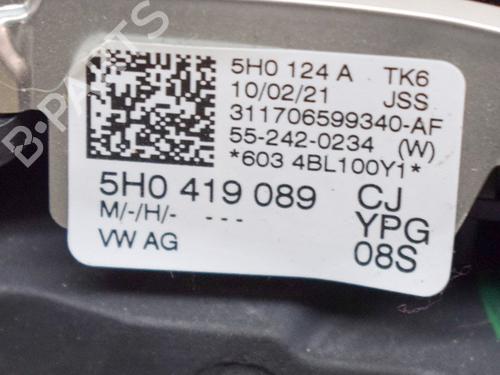 5H0 124 A TK6
10/02/21 JSS
311706599340-AF
55-242-0234 (W)
*603 4BL100Y1*
5H0 419 089 CJ
M/-/H/- --- YPG
VW AG 08S
B-PARTS